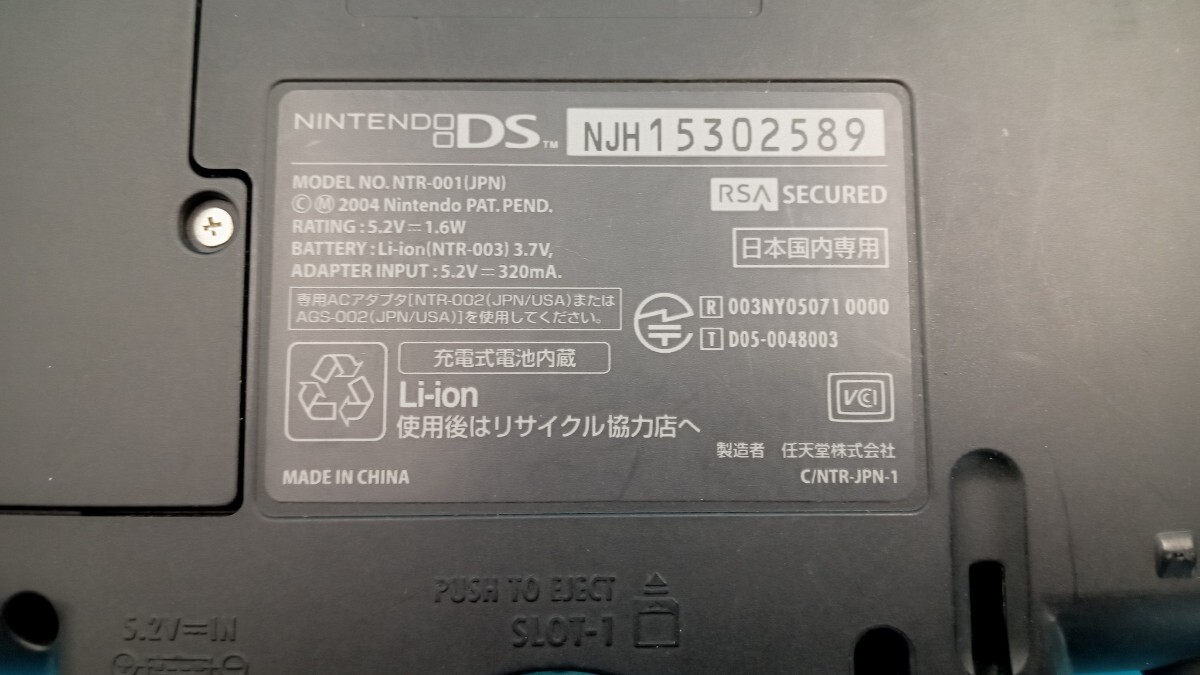 NINTENDO DS™ NJH15302589
MODEL NO. NTR-001(JPN)
Ⓒ Ⓜ 2004 Nintendo PAT. PEND.
RATING : 5.2V⎓1.6W
BATTERY : Li-ion(NTR-003) 3.7V,
ADAPTER INPUT : 5.2V⎓320mA.
RSA SECURED
日本国内専用
専用ACアダプタ[NTR-002(JPN/USA)または
AGS-002(JPN/USA)]を使用してください。
R 003NY05071 0000
T D05-0048003
充電式電池内蔵
Li-ion
使用後はリサイクル協力店へ
VCCI
製造者 任天堂株式会社
MADE IN CHINA
C/NTR-JPN-1
PUSH TO EJECT
SLOT-1
5.2V⎓IN